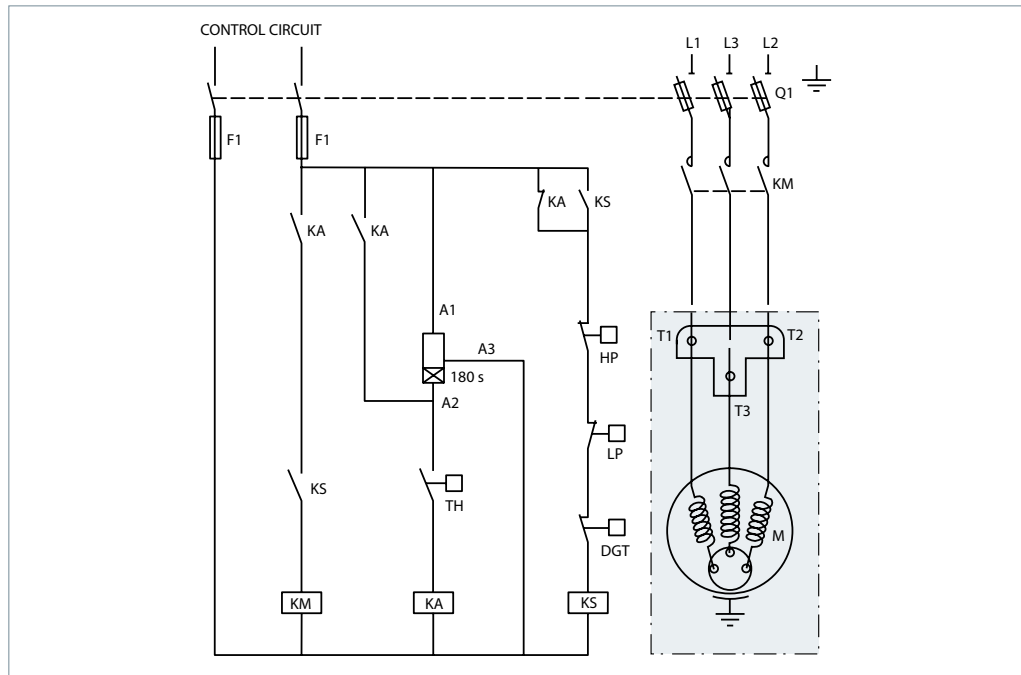 CONTROL CIRCUIT
L1 L3 L2
Q1
F1 F1
KM
KA KS
KA KA
A1
T1 T2
A3
HP
180 s
A2
T3
LP
KS
TH
M
DGT
KM KA KS